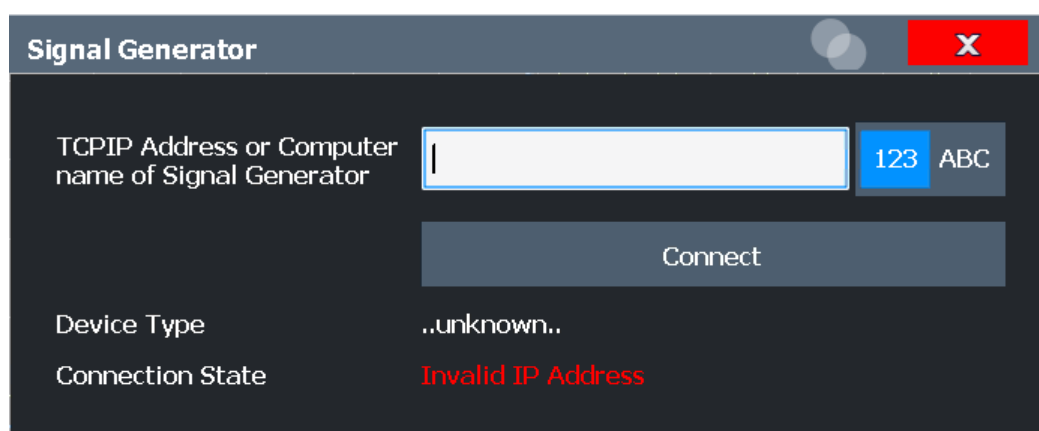 Signal Generator
X
TCPIP Address or Computer
name of Signal Generator
123 ABC
Connect
Device Type ..unknown..
Connection State Invalid IP Address